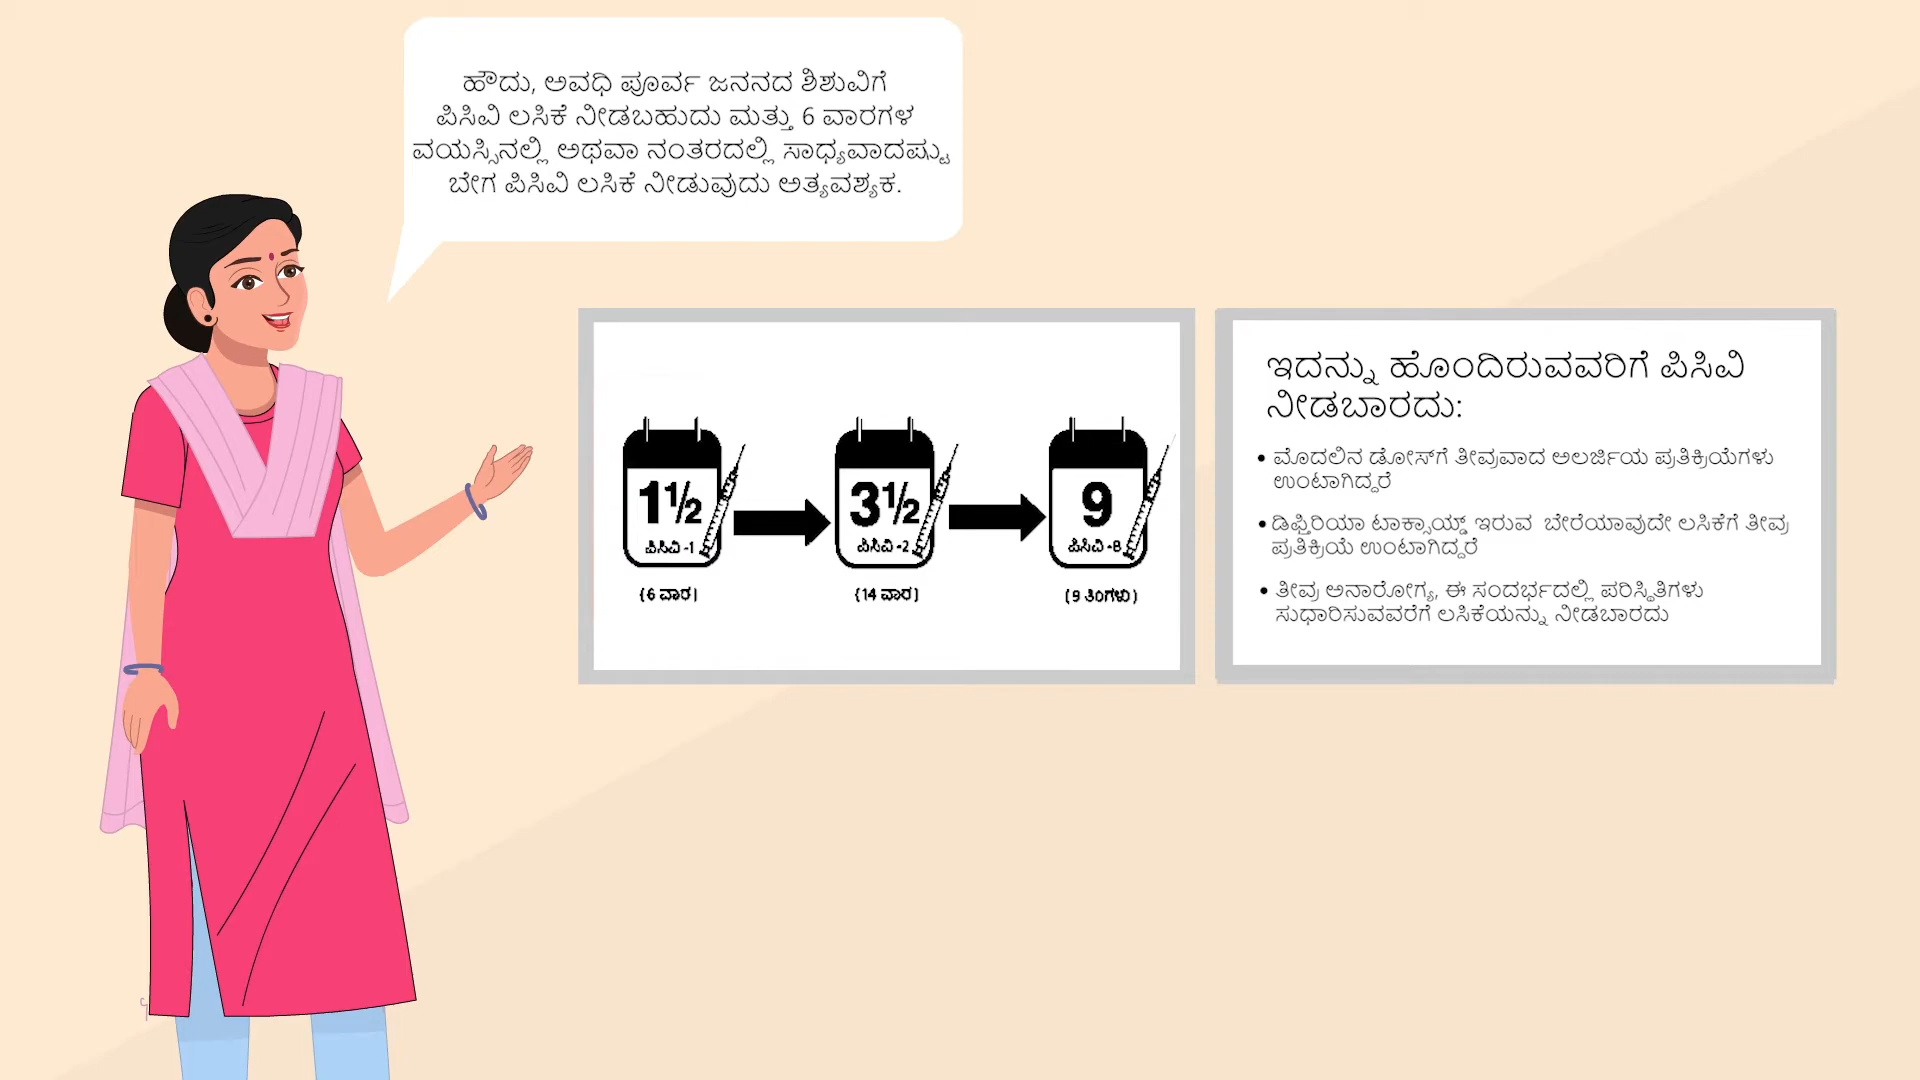 ಹೌದು, ಅವಧಿ ಪೂರ್ವ ಜನನದ ಶಿಶುವಿಗೆ
ಪಿಸಿವಿ ಲಸಿಕೆ ನೀಡಬಹುದು ಮತ್ತು 6 ವಾರಗಳ
ವಯಸ್ಸಿನಲ್ಲಿ ಅಥವಾ ನಂತರದಲ್ಲಿ ಸಾಧ್ಯವಾದಷ್ಟು
ಬೇಗ ಪಿಸಿವಿ ಲಸಿಕೆ ನೀಡುವುದು ಅತ್ಯವಶ್ಯಕ.
1½ 3½ 9
ಪಿಸಿವಿ -1 ಪಿಸಿವಿ -2 ಪಿಸಿವಿ -B
(6 ವಾರ) (14 ವಾರ) (9 ತಿಂಗಳು)
ಇದನ್ನು ಹೊಂದಿರುವವರಿಗೆ ಪಿಸಿವಿ
ನೀಡಬಾರದು:
• ಮೊದಲಿನ ಡೋಸ್‌ಗೆ ತೀವ್ರವಾದ ಅಲರ್ಜಿಯ ಪ್ರತಿಕ್ರಿಯೆಗಳು
ಉಂಟಾಗಿದ್ದರೆ
• ಡಿಫ್ತಿರಿಯಾ ಟಾಕ್ಸಾಯ್ಡ್ ಇರುವ ಬೇರೆಯಾವುದೇ ಲಸಿಕೆಗೆ ತೀವ್ರ
ಪ್ರತಿಕ್ರಿಯೆ ಉಂಟಾಗಿದ್ದರೆ
• ತೀವ್ರ ಅನಾರೋಗ್ಯ, ಈ ಸಂದರ್ಭದಲ್ಲಿ ಪರಿಸ್ಥಿತಿಗಳು
ಸುಧಾರಿಸುವವರೆಗೆ ಲಸಿಕೆಯನ್ನು ನೀಡಬಾರದು